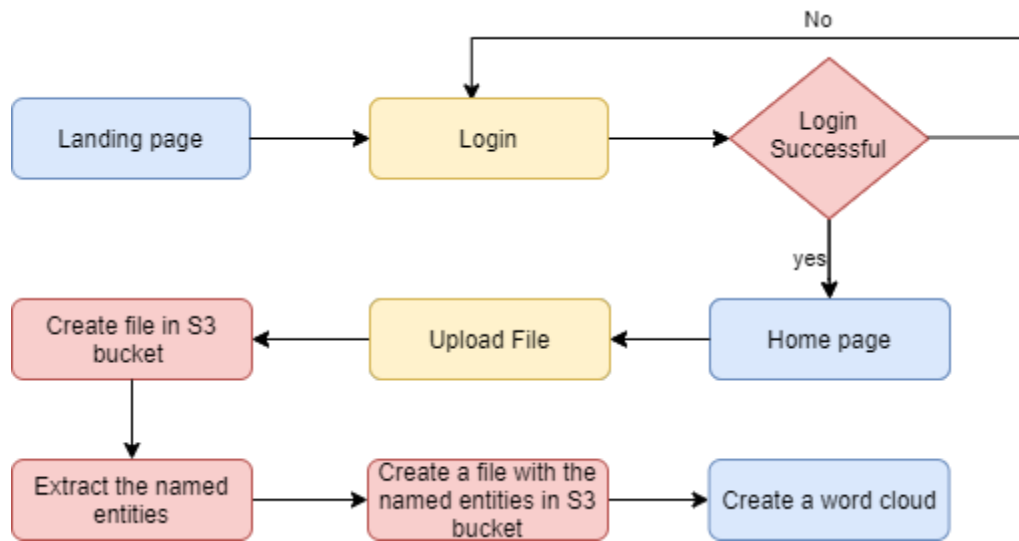 No
Landing page
Login
Login
Successful
yes
Create file in S3
bucket
Upload File
Home page
Extract the named
entities
Create a file with the
named entities in S3
bucket
Create a word cloud